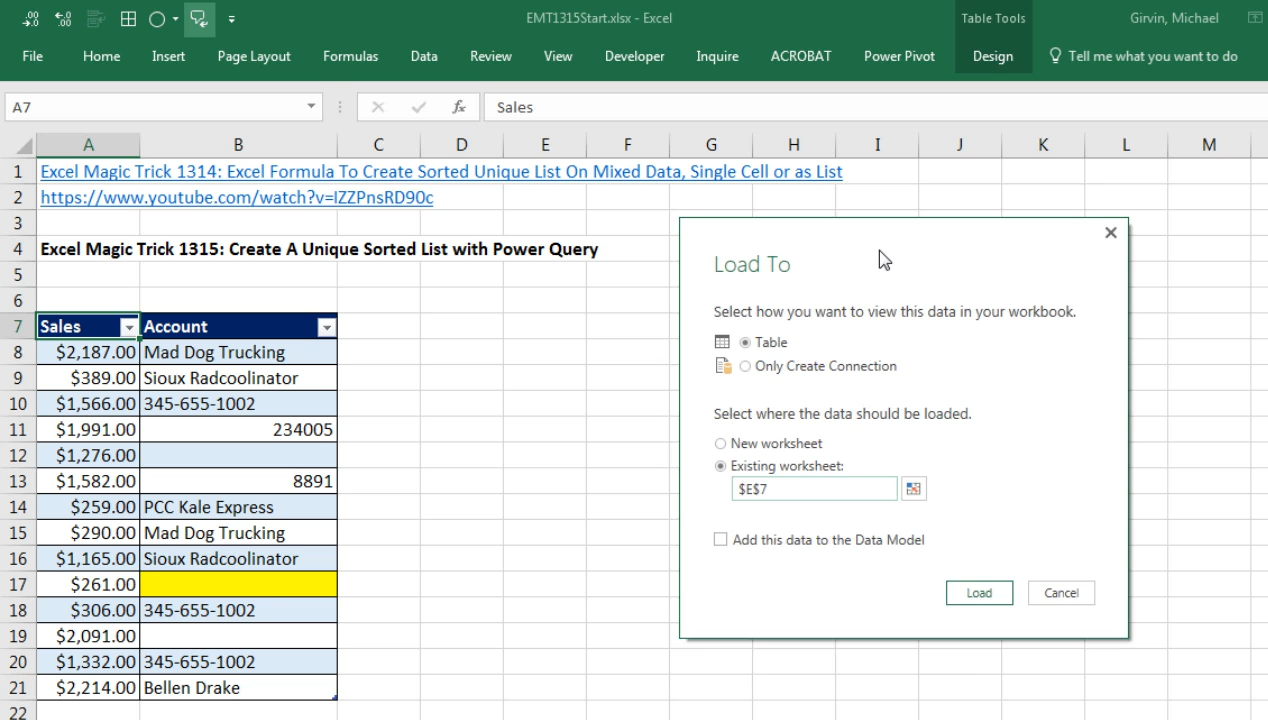 .00 →.0
←.0 .00
EMT1315Start.xlsx - Excel
Table Tools
Girvin, Michael
File Home Insert Page Layout Formulas Data Review View Developer Inquire ACROBAT Power Pivot Design Tell me what you want to do
A7 fx Sales
A B C D E F G H I J K L M
1 Excel Magic Trick 1314: Excel Formula To Create Sorted Unique List On Mixed Data, Single Cell or as List
2 https://www.youtube.com/watch?v=IZZPnsRD90c
3
4 Excel Magic Trick 1315: Create A Unique Sorted List with Power Query
5
6
7 Sales Account
8 $2,187.00 Mad Dog Trucking
9 $389.00 Sioux Radcoolinator
10 $1,566.00 345-655-1002
11 $1,991.00 234005
12 $1,276.00
13 $1,582.00 8891
14 $259.00 PCC Kale Express
15 $290.00 Mad Dog Trucking
16 $1,165.00 Sioux Radcoolinator
17 $261.00
18 $306.00 345-655-1002
19 $2,091.00
20 $1,332.00 345-655-1002
21 $2,214.00 Bellen Drake
22
Load To
Select how you want to view this data in your workbook.
Table
Only Create Connection
Select where the data should be loaded.
New worksheet
Existing worksheet:
$E$7
Add this data to the Data Model
Load Cancel